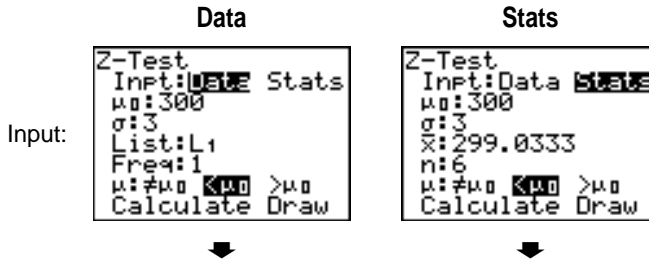 Data
Stats
Input:
Z-Test
Inpt:Data Stats
μ0:300
σ:3
List:L1
Freq:1
μ:≠μ0 <μ0 >μ0
Calculate Draw
Z-Test
Inpt:Data Stats
μ0:300
σ:3
x̄:299.0333
n:6
μ:≠μ0 <μ0 >μ0
Calculate Draw